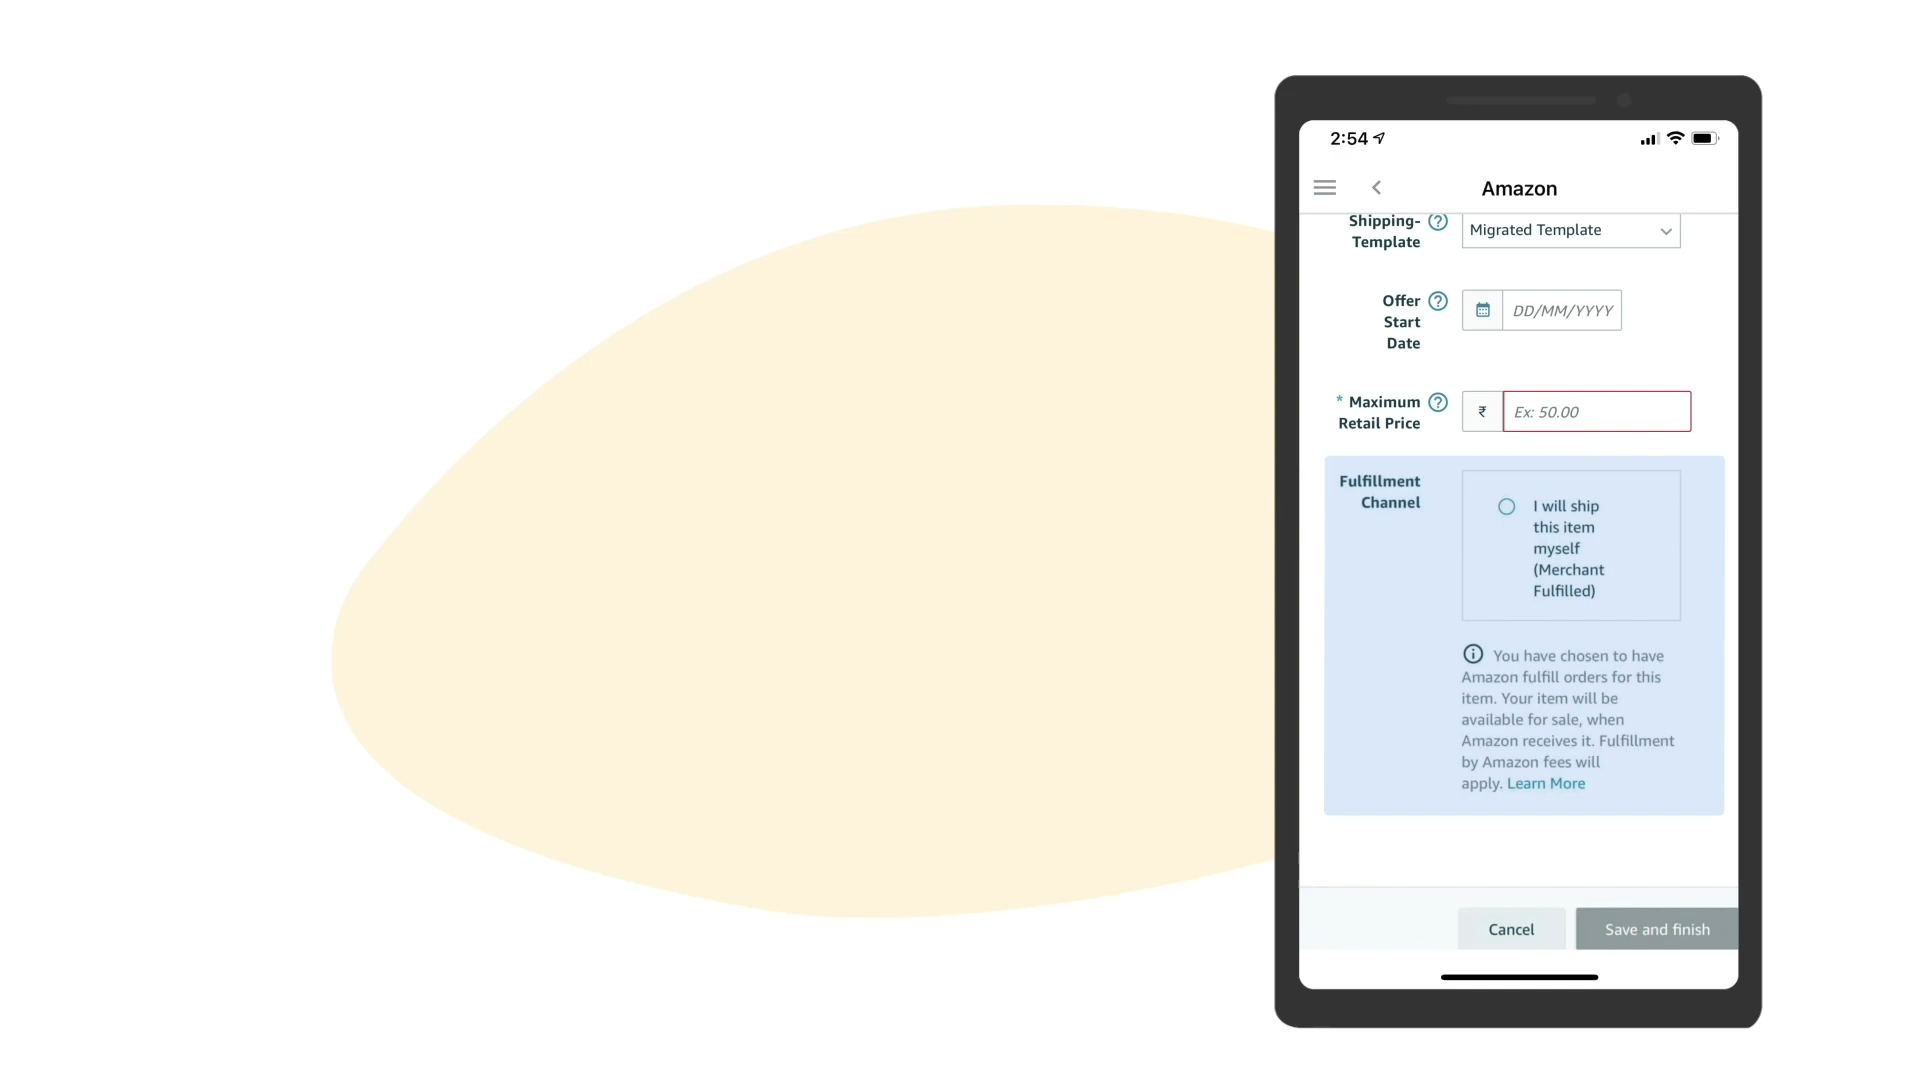 2:54
Amazon
Shipping-
Template
Migrated Template
Offer
Start
Date
DD/MM/YYYY
* Maximum
Retail Price
₹
Ex: 50.00
Fulfillment
Channel
I will ship
this item
myself
(Merchant
Fulfilled)
You have chosen to have
Amazon fulfill orders for this
item. Your item will be
available for sale, when
Amazon receives it. Fulfillment
by Amazon fees will
apply. Learn More
Cancel
Save and finish